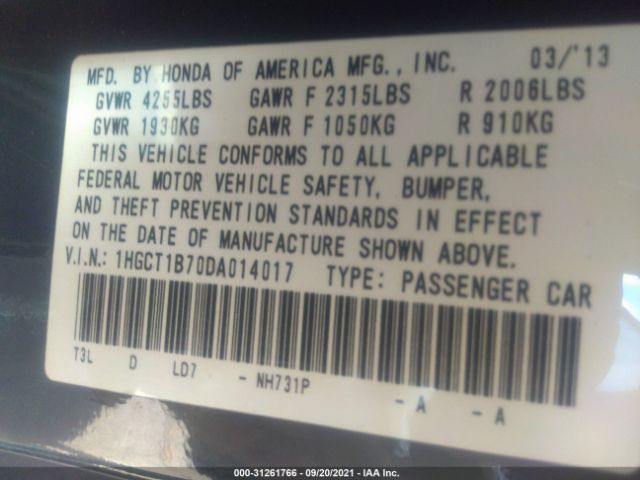 MFD. BY HONDA OF AMERICA MFG., INC. 03/'13
GVWR 4255LBS GAWR F 2315LBS R 2006LBS
GVWR 1930KG GAWR F 1050KG R 910KG
THIS VEHICLE CONFORMS TO ALL APPLICABLE
FEDERAL MOTOR VEHICLE SAFETY, BUMPER,
AND THEFT PREVENTION STANDARDS IN EFFECT
ON THE DATE OF MANUFACTURE SHOWN ABOVE.
V.I.N.: 1HGCT1B70DA014017 TYPE: PASSENGER CAR
T3L D LD7 - NH731P - A - A
000-31261766 - 09/20/2021 - IAA Inc.